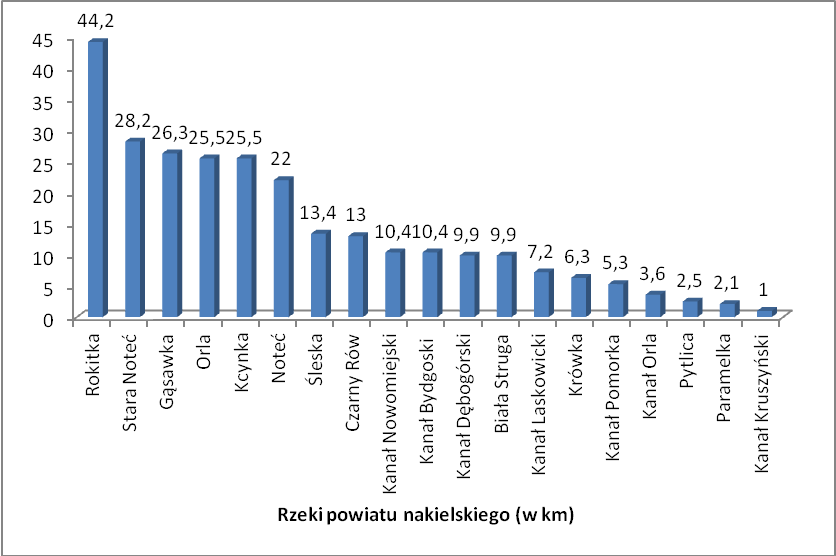 44,2
28,2
26,3
25,5
25,5
22
13,4
13
10,4
10,4
9,9
9,9
7,2
6,3
5,3
3,6
2,5
2,1
1
45
40
35
30
25
20
15
10
5
0
Rokitka
Stara Noteć
Gąsawka
Orla
Kcynka
Noteć
Śleska
Czarny Rów
Kanał Nowomiejski
Kanał Bydgoski
Kanał Dębogórski
Biała Struga
Kanał Laskowicki
Krówka
Kanał Pomorka
Kanał Orla
Pytlica
Paramelka
Kanał Kruszyński
Rzeki powiatu nakielskiego (w km)